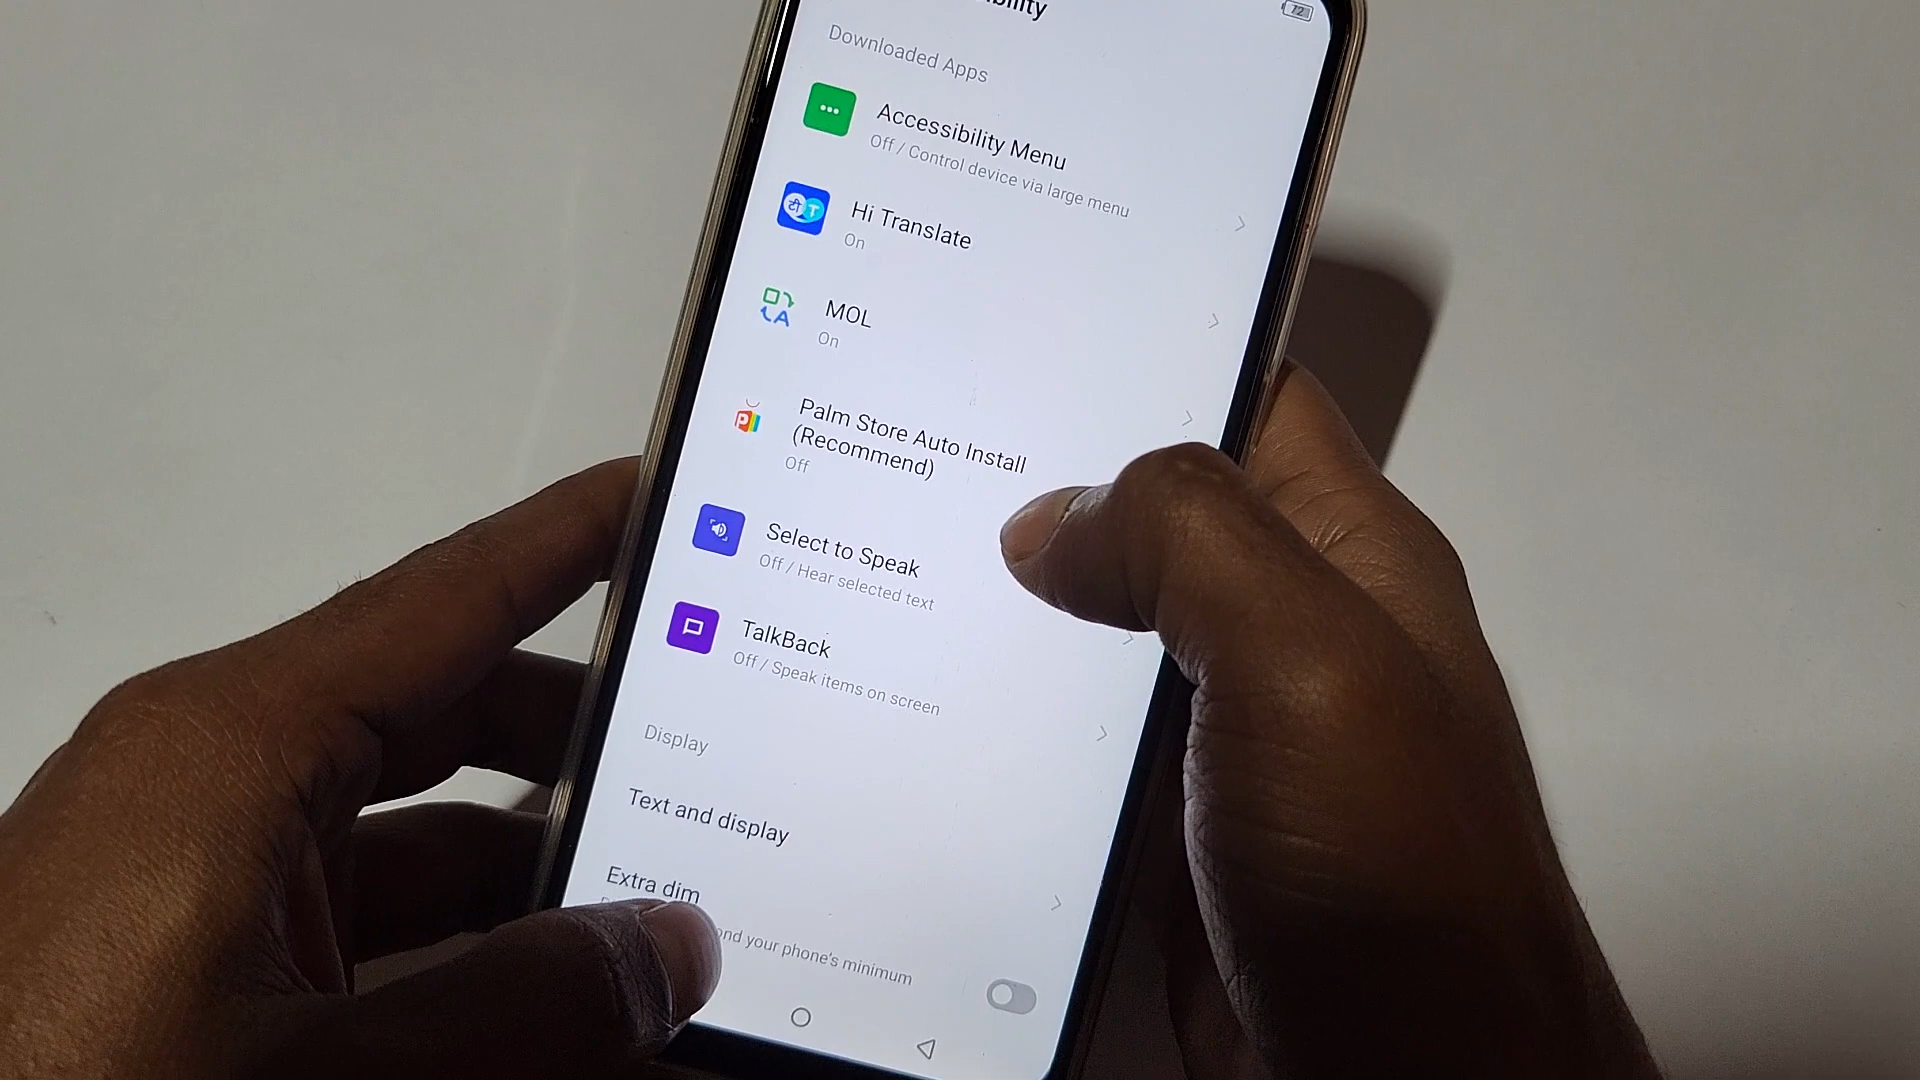 72
Downloaded Apps
Accessibility Menu
Off / Control device via large menu
Hi Translate
On
MOL
On
Palm Store Auto Install
(Recommend)
Off
Select to Speak
Off / Hear selected text
TalkBack
Off / Speak items on screen
Display
Text and display
Extra dim
your phone's minimum